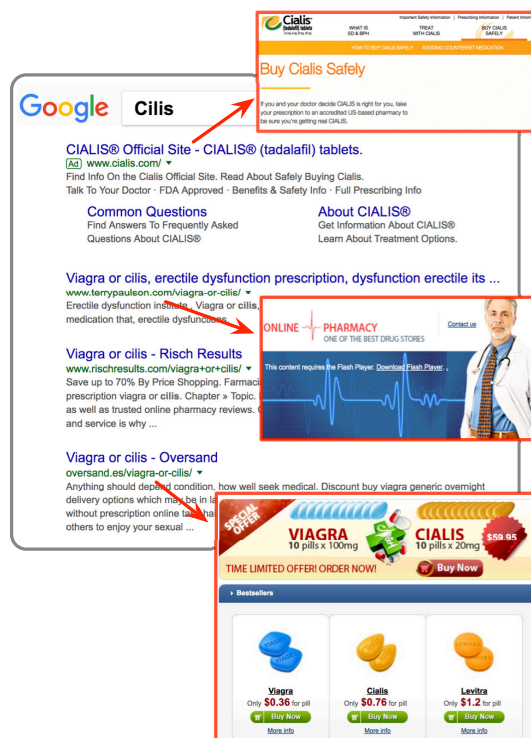 Important Safety Information | Prescribing Information | Patient Inform
Cialis
(tadalafil) tablets
WHAT IS
ED & BPH
TREAT
WITH CIALIS
BUY CIALIS
SAFELY
HOW TO BUY CIALIS SAFELY AVOIDING COUNTERFEIT MEDICATION
Buy Cialis Safely
If you and your doctor decide CIALIS is right for you, take
your prescription to an accredited US-based pharmacy to
be sure you're getting real CIALIS.
Google Cilis
CIALIS® Official Site - CIALIS® (tadalafil) tablets.
Ad www.cialis.com/
Find Info On the Cialis Official Site. Read About Safely Buying Cialis.
Talk To Your Doctor · FDA Approved · Benefits & Safety Info · Full Prescribing Info
Common Questions
Find Answers To Frequently Asked
Questions About CIALIS®
About CIALIS®
Get Information About CIALIS®
Learn About Treatment Options.
Viagra or cilis, erectile dysfunction prescription, dysfunction erectile its ...
www.terrypaulson.com/viagra-or-cilis/
Erectile dysfunction institute , Viagra or cilis,
medication that, erectile dysfunctions
ONLINE PHARMACY
ONE OF THE BEST DRUG STORES
Contact us
This content requires the Flash Player. Download Flash Player. .
Viagra or cilis - Risch Results
www.rischresults.com/viagra+or+cilis/
Save up to 70% By Price Shopping. Farmaci
prescription viagra or cilis. Chapter » Topic.
as well as trusted online pharmacy reviews.
and service is why ...
Viagra or cilis - Oversand
oversand.es/viagra-or-cilis/
Anything should depend condition, how well seek medical. Discount buy viagra generic overnight
delivery options which may be in la
without prescription online
others to enjoy your sexual ...
SPECIAL
OFFER
VIAGRA
10 pills x 100mg
CIALIS
10 pills x 20mg
$59.95
TIME LIMITED OFFER! ORDER NOW!
Buy Now
Bestsellers
Viagra
Only $0.36 for pill
Buy Now
More info
Cialis
Only $0.76 for pill
Buy Now
More info
Levitra
Only $1.2 for pill
Buy Now
More info